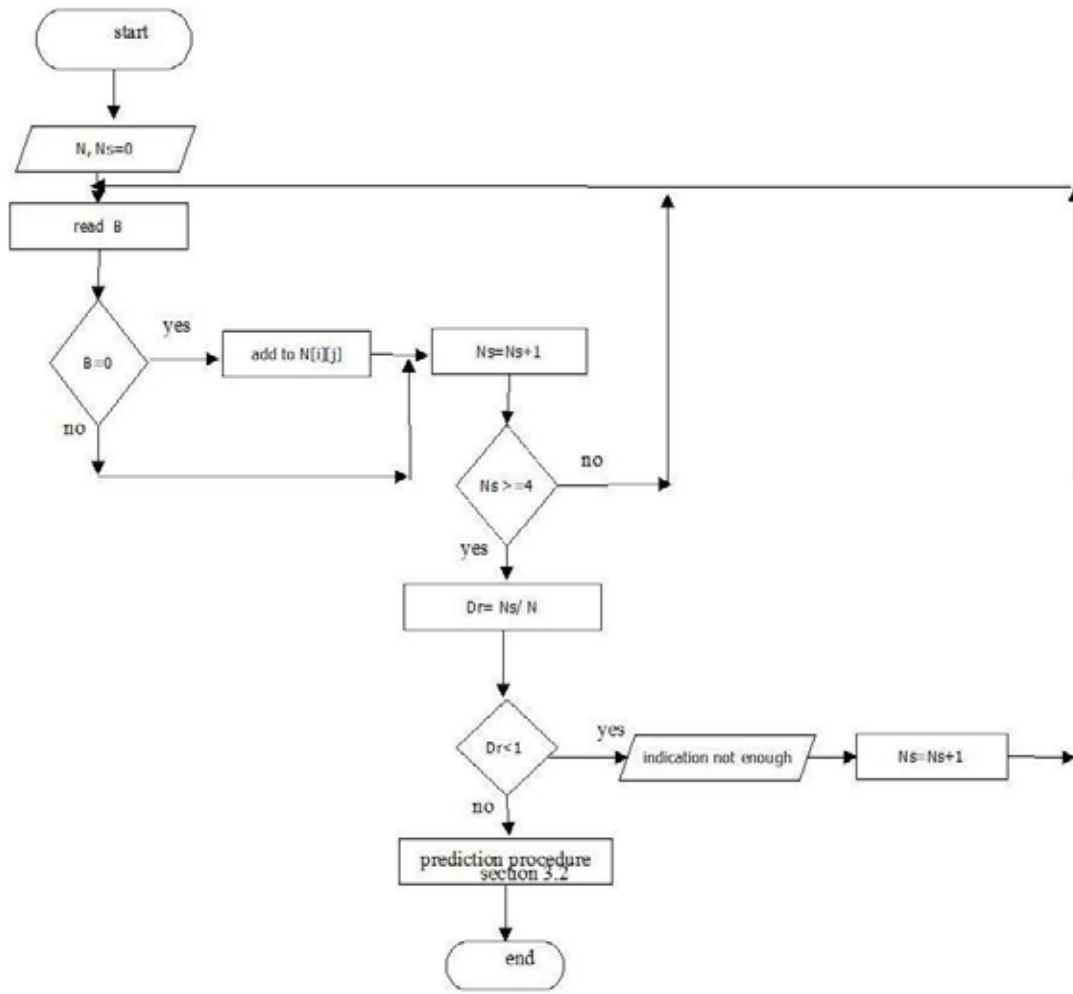 start
N, Ns=0
read B
B=0
yes
add to N[i][j]
Ns=Ns+1
no
Ns >=4
no
yes
Dr= Ns/ N
Dr<1
yes
indication not enough
Ns=Ns+1
no
prediction procedure
section 3.2
end